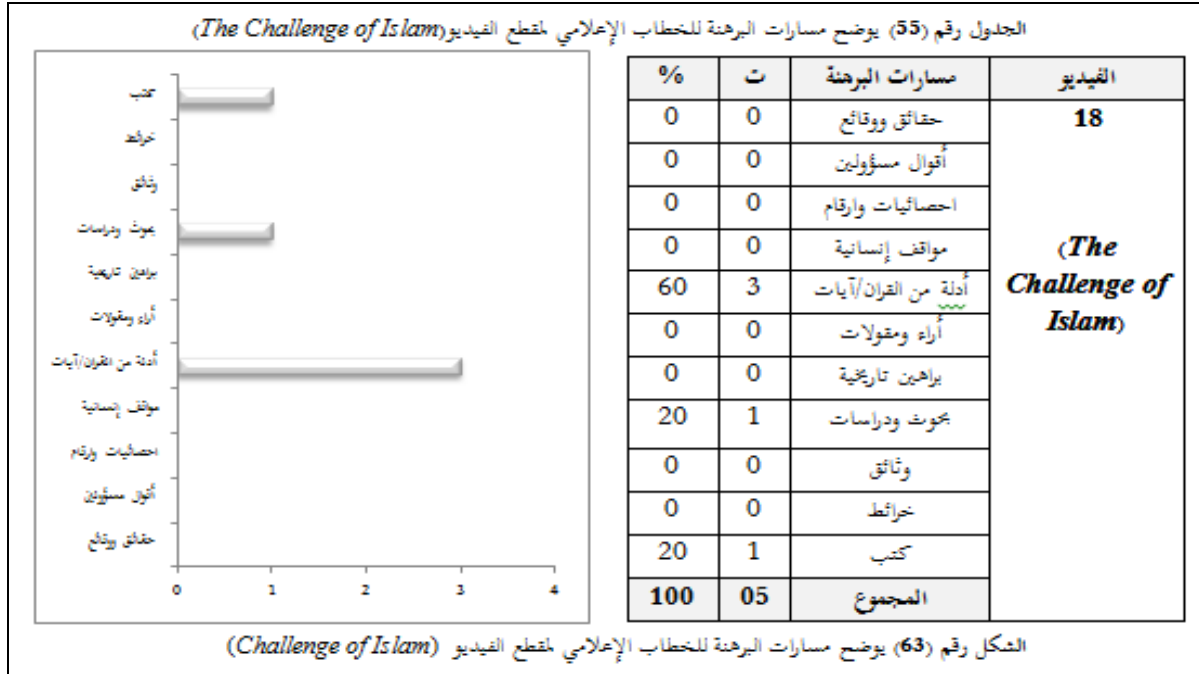 الجدول رقم (55) يوضح مسارات البرهنة للخطاب الإعلامي لمقطع الفيديو(The Challenge of Islam)
الفيديو مسارات البرهنة ت %
18 حقائق ووقائع 0 0
أقوال مسؤولين 0 0
احصائيات وارقام 0 0
(The مواقف إنسانية 0 0
Challenge of أدلة من القران/آيات 3 60
Islam) أراء ومقولات 0 0
براهين تاريخية 0 0
بحوث ودراسات 1 20
وثائق 0 0
خرائط 0 0
كتب 1 20
المجموع 05 100
كتب
خرائط
وثائق
بحوث ودراسات
براهين تاريخية
أراء ومقولات
أدلة من القران/آيات
مواقف إنسانية
احصائيات وارقام
أقوال مسؤولين
حقائق ووقائع
0 1 2 3 4
الشكل رقم (63) يوضح مسارات البرهنة للخطاب الإعلامي لمقطع الفيديو (Challenge of Islam)